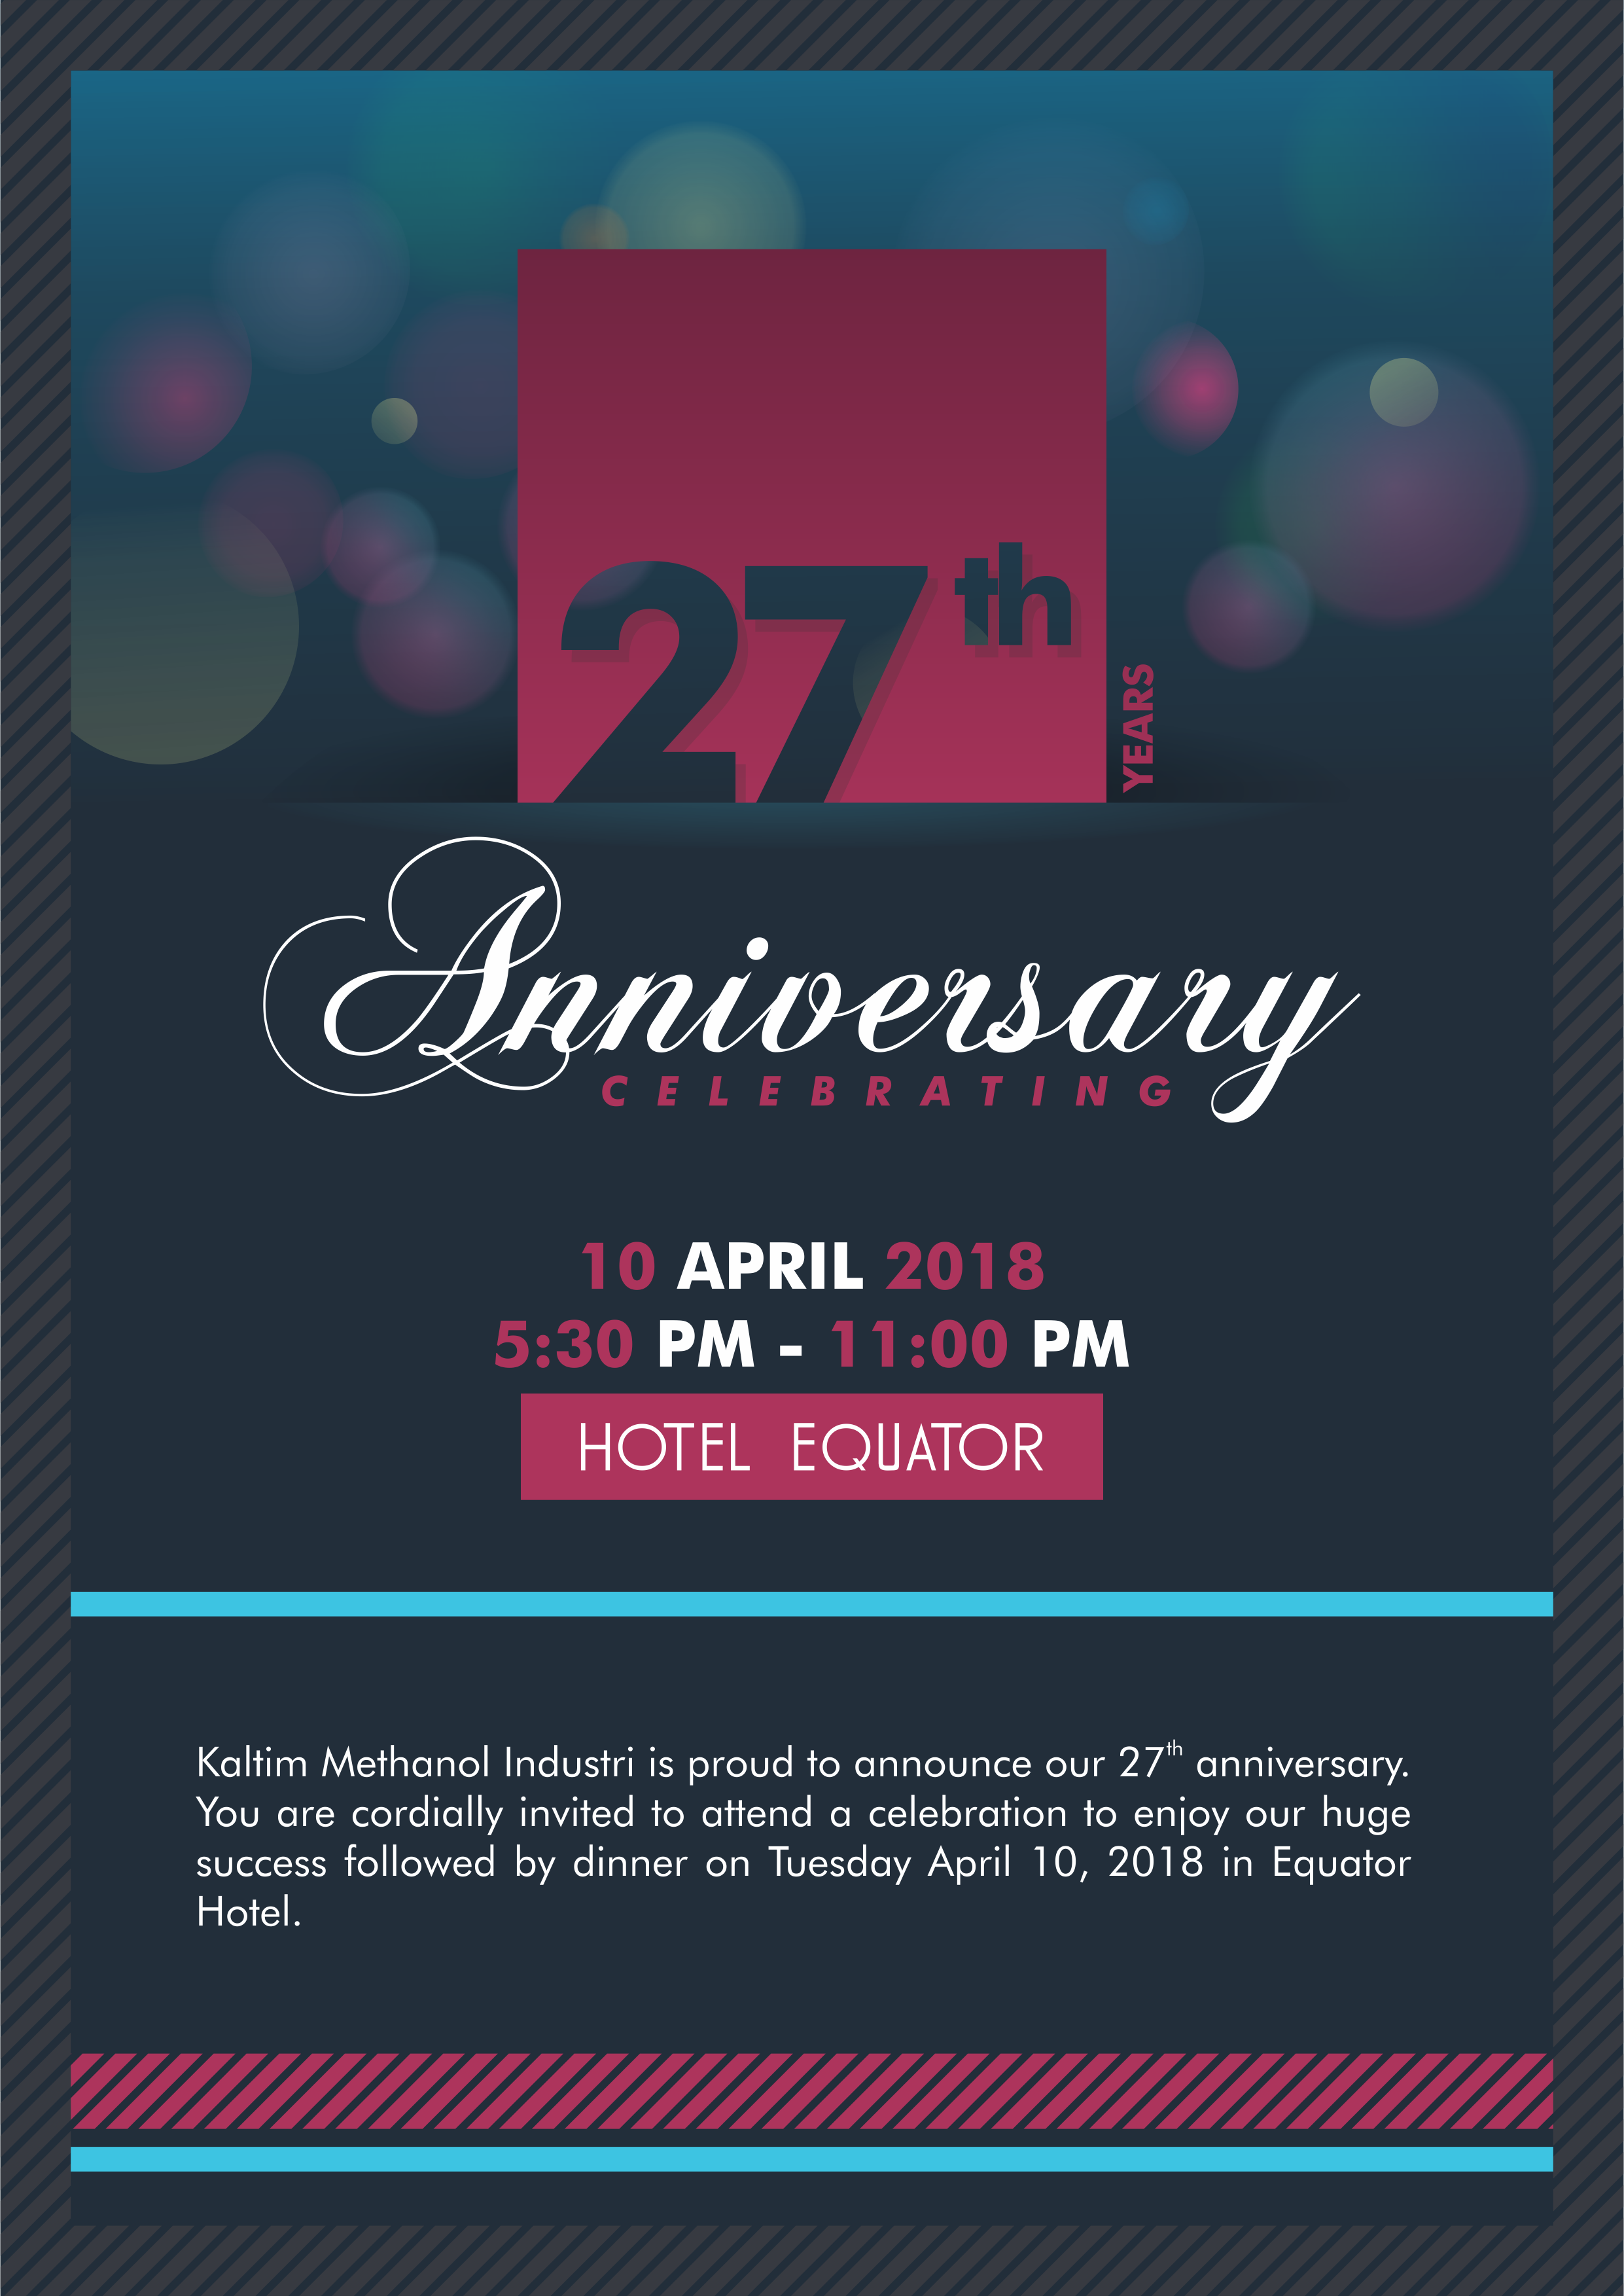 27th
YEARS
Anniversary
CELEBRATING
10 APRIL 2018
5:30 PM - 11:00 PM
HOTEL EQUATOR
Kaltim Methanol Industri is proud to announce our 27th anniversary.
You are cordially invited to attend a celebration to enjoy our huge
success followed by dinner on Tuesday April 10, 2018 in Equator
Hotel.